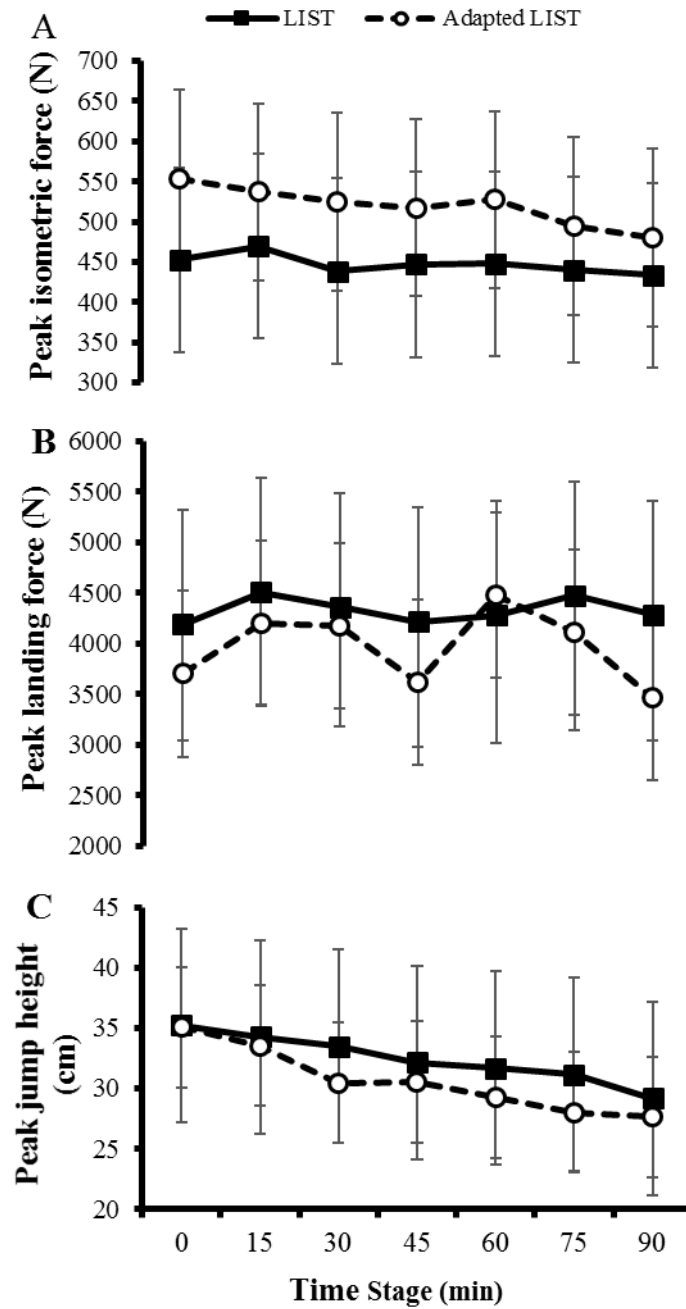 LIST Adapted LIST
A
Peak isometric force (N)
700
650
600
550
500
450
400
350
300
B
Peak landing force (N)
6000
5500
5000
4500
4000
3500
3000
2500
2000
C
Peak jump height
(cm)
45
40
35
30
25
20
0 15 30 45 60 75 90
Time Stage (min)